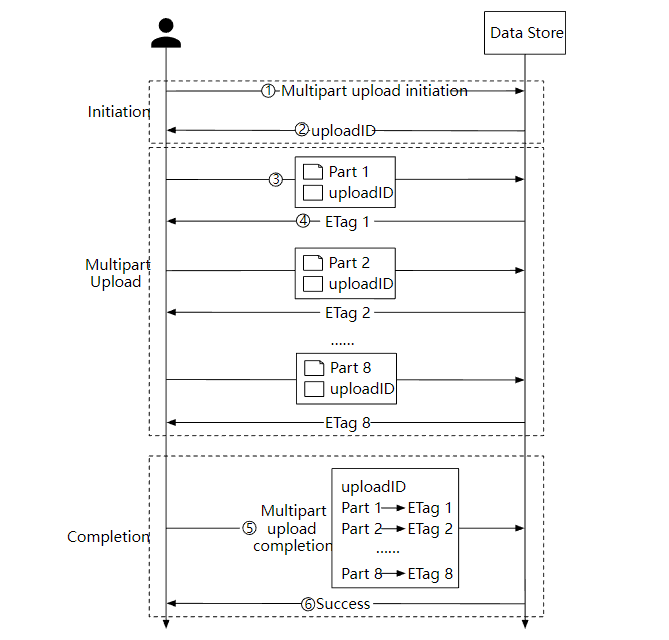 Data Store
① Multipart upload initiation
Initiation
② uploadID
③
Part 1
uploadID
④ ETag 1
Multipart
Upload
Part 2
uploadID
ETag 2
......
Part 8
uploadID
ETag 8
Completion
⑤
Multipart
upload
completion
uploadID
Part 1 ETag 1
Part 2 ETag 2
......
Part 8 ETag 8
⑥ Success